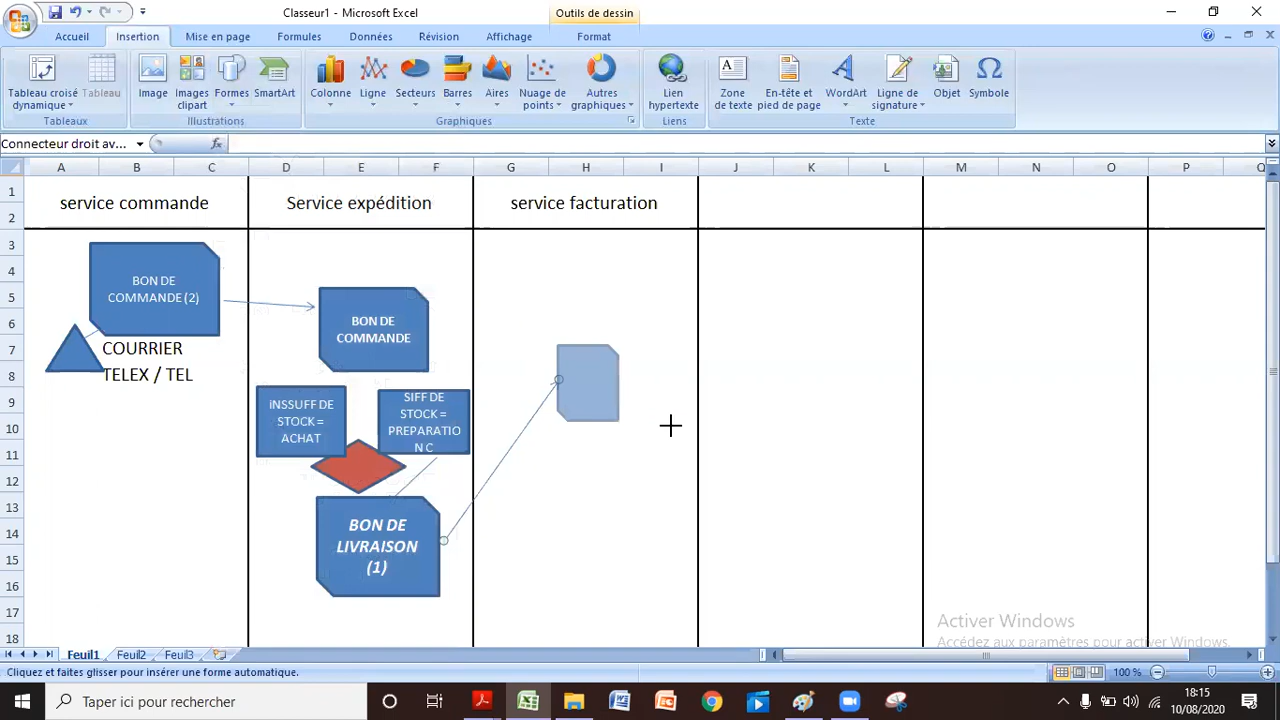 Classeur1 - Microsoft Excel
Outils de dessin
Accueil Insertion Mise en page Formules Données Révision Affichage Format
Tableau croisé dynamique
Tableau
Image
Images clipart
Formes
SmartArt
Colonne
Ligne
Secteurs
Barres
Aires
Nuage de points
Autres graphiques
Lien hypertexte
Zone de texte
En-tête et pied de page
WordArt
Ligne de signature
Objet
Symbole
Tableaux Illustrations Graphiques Liens Texte
Connecteur droit av...
fx
A B C D E F G H I J K L M N O P Q
1
2
3
4
5
6
7
8
9
10
11
12
13
14
15
16
17
18
service commande
Service expédition
service facturation
BON DE
COMMANDE (2)
COURRIER
TELEX / TEL
BON DE
COMMANDE
iNSSUFF DE
STOCK =
ACHAT
SIFF DE
STOCK =
PREPARATIO
N C
BON DE
LIVRAISON
(1)
Activer Windows
Accédez aux paramètres pour activer Windows.
Feuil1 Feuil2 Feuil3
Cliquez et faites glisser pour insérer une forme automatique.
100 %
Taper ici pour rechercher
18:15
10/08/2020